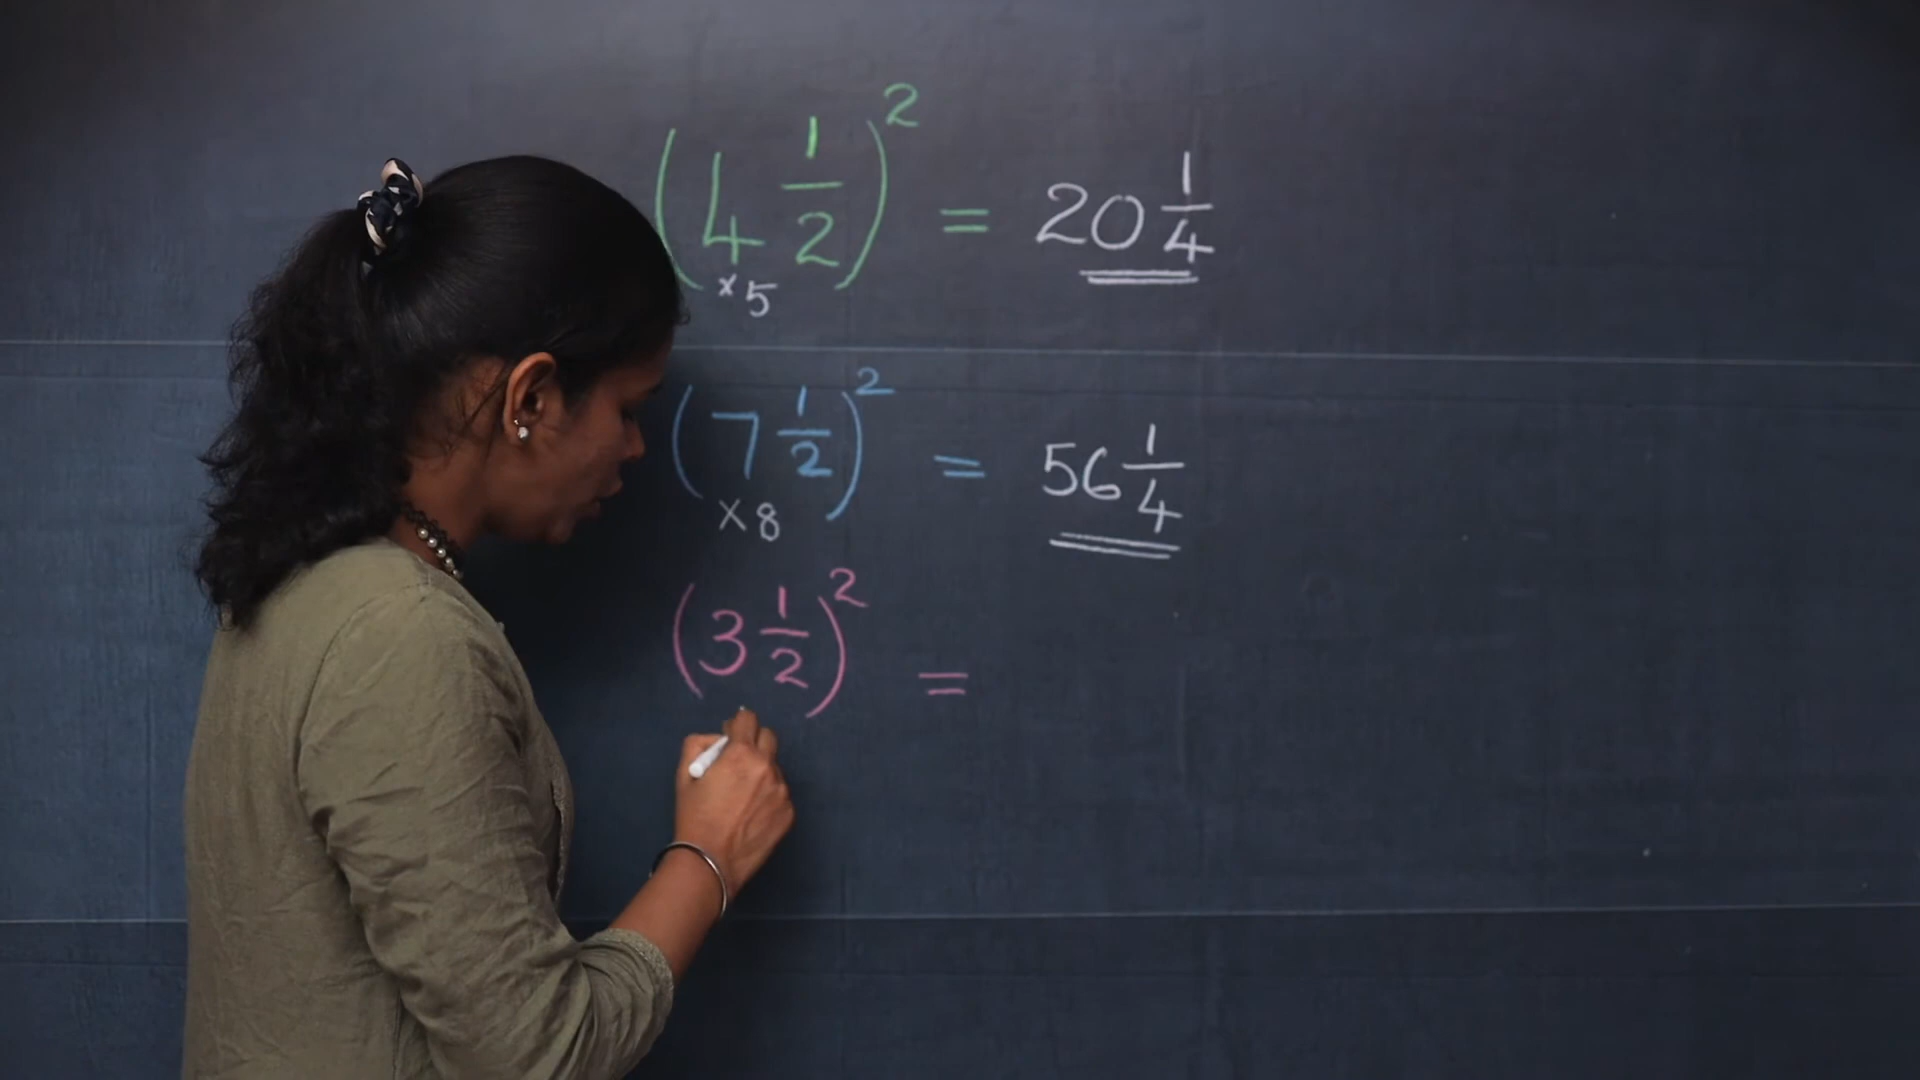 (4 1/2)² = 20 1/4
×5
(7 1/2)² = 56 1/4
×8
(3 1/2)² =